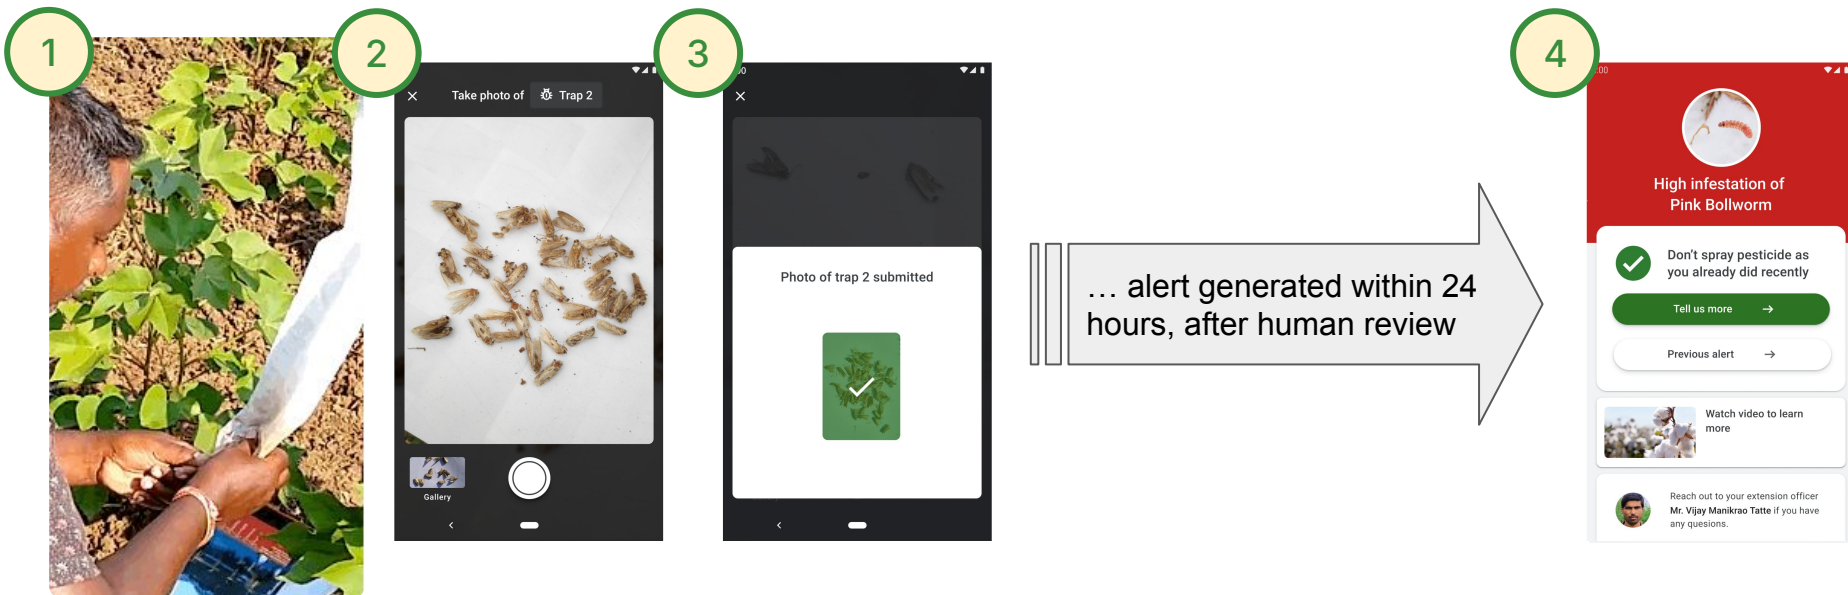 1
2
3
4
Take photo of Trap 2
Gallery
Photo of trap 2 submitted
… alert generated within 24
hours, after human review
:00
High infestation of
Pink Bollworm
Don't spray pesticide as
you already did recently
Tell us more
Previous alert
Watch video to learn
more
Reach out to your extension officer
Mr. Vijay Manikrao Tatte if you have
any quesions.